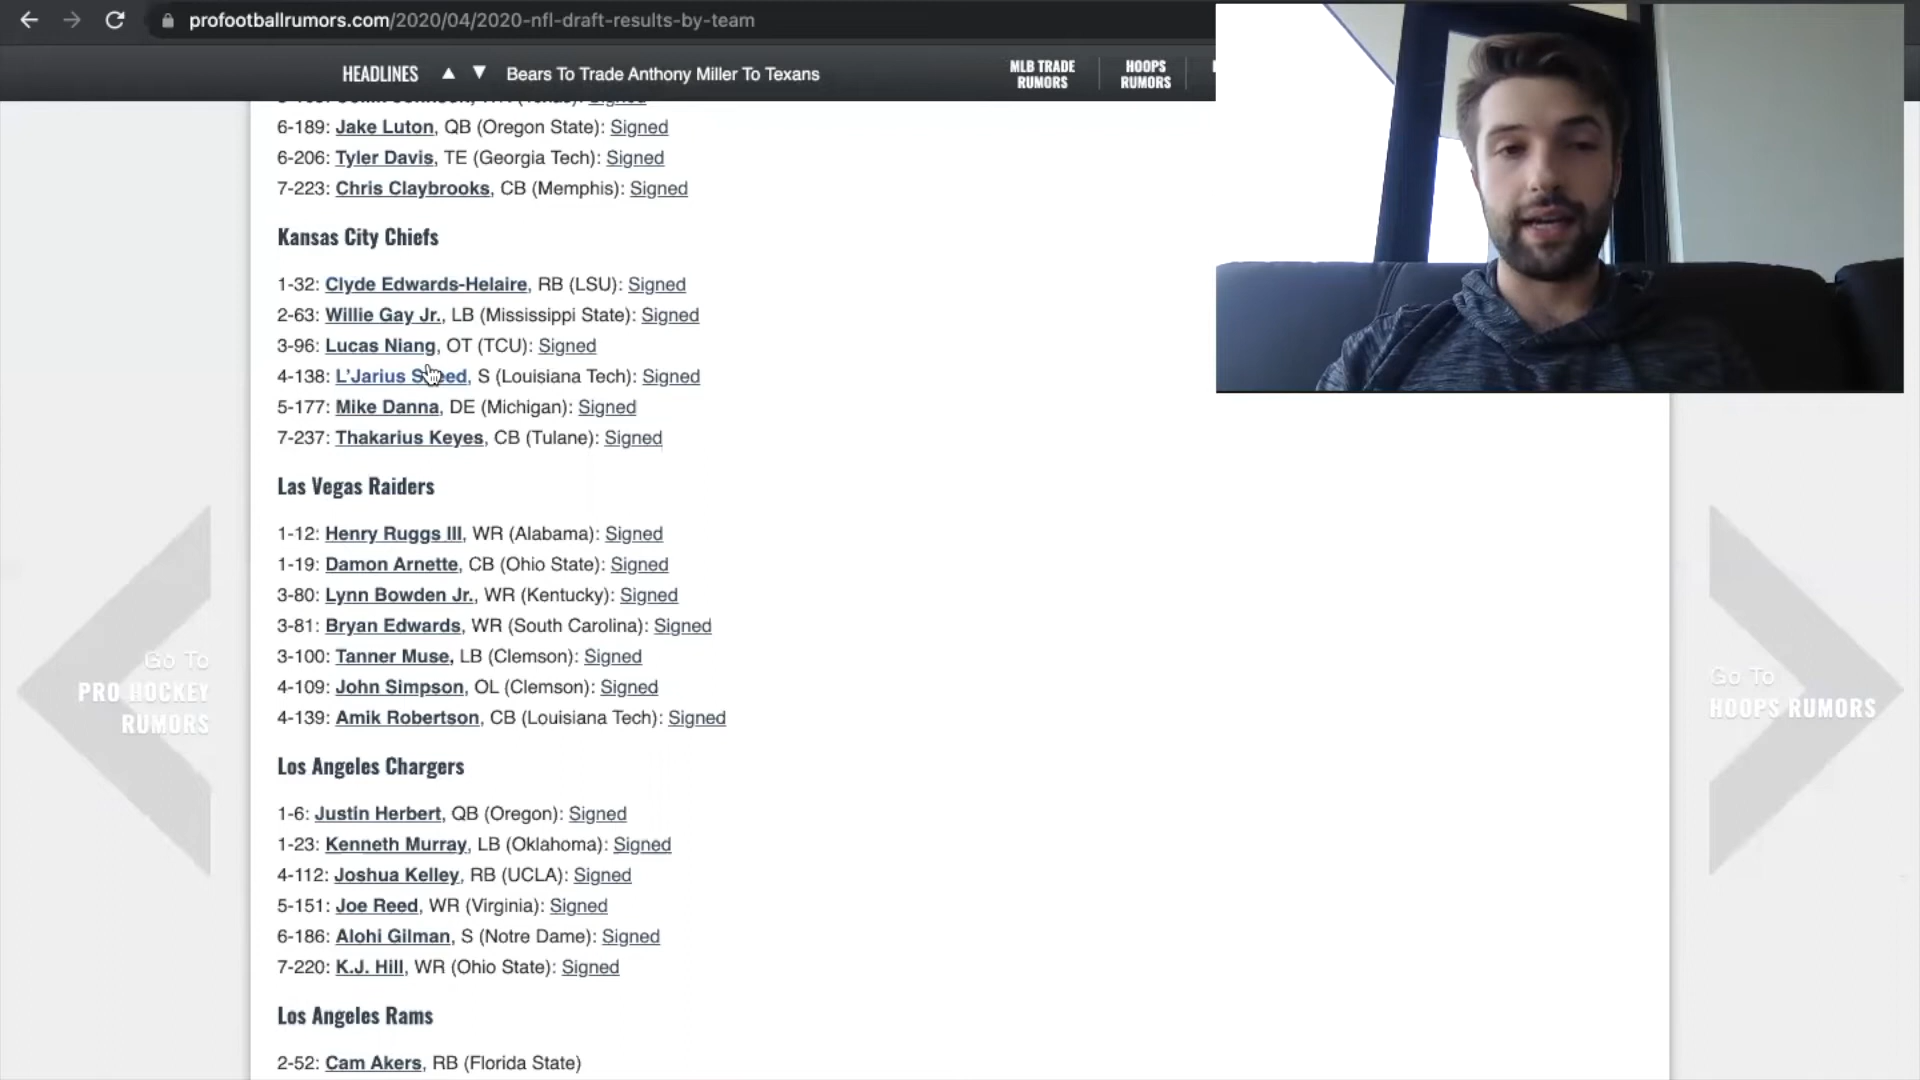 profootballrumors.com/2020/04/2020-nfl-draft-results-by-team
HEADLINES ▲ ▼ Bears To Trade Anthony Miller To Texans
MLB TRADE RUMORS
HOOPS RUMORS
6-189: Jake Luton, QB (Oregon State): Signed
6-206: Tyler Davis, TE (Georgia Tech): Signed
7-223: Chris Claybrooks, CB (Memphis): Signed
Kansas City Chiefs
1-32: Clyde Edwards-Helaire, RB (LSU): Signed
2-63: Willie Gay Jr., LB (Mississippi State): Signed
3-96: Lucas Niang, OT (TCU): Signed
4-138: L'Jarius Sneed, S (Louisiana Tech): Signed
5-177: Mike Danna, DE (Michigan): Signed
7-237: Thakarius Keyes, CB (Tulane): Signed
Las Vegas Raiders
1-12: Henry Ruggs III, WR (Alabama): Signed
1-19: Damon Arnette, CB (Ohio State): Signed
3-80: Lynn Bowden Jr., WR (Kentucky): Signed
3-81: Bryan Edwards, WR (South Carolina): Signed
3-100: Tanner Muse, LB (Clemson): Signed
4-109: John Simpson, OL (Clemson): Signed
4-139: Amik Robertson, CB (Louisiana Tech): Signed
Los Angeles Chargers
1-6: Justin Herbert, QB (Oregon): Signed
1-23: Kenneth Murray, LB (Oklahoma): Signed
4-112: Joshua Kelley, RB (UCLA): Signed
5-151: Joe Reed, WR (Virginia): Signed
6-186: Alohi Gilman, S (Notre Dame): Signed
7-220: K.J. Hill, WR (Ohio State): Signed
Los Angeles Rams
2-52: Cam Akers, RB (Florida State)
Go To
PRO HOCKEY
RUMORS
Go To
HOOPS RUMORS